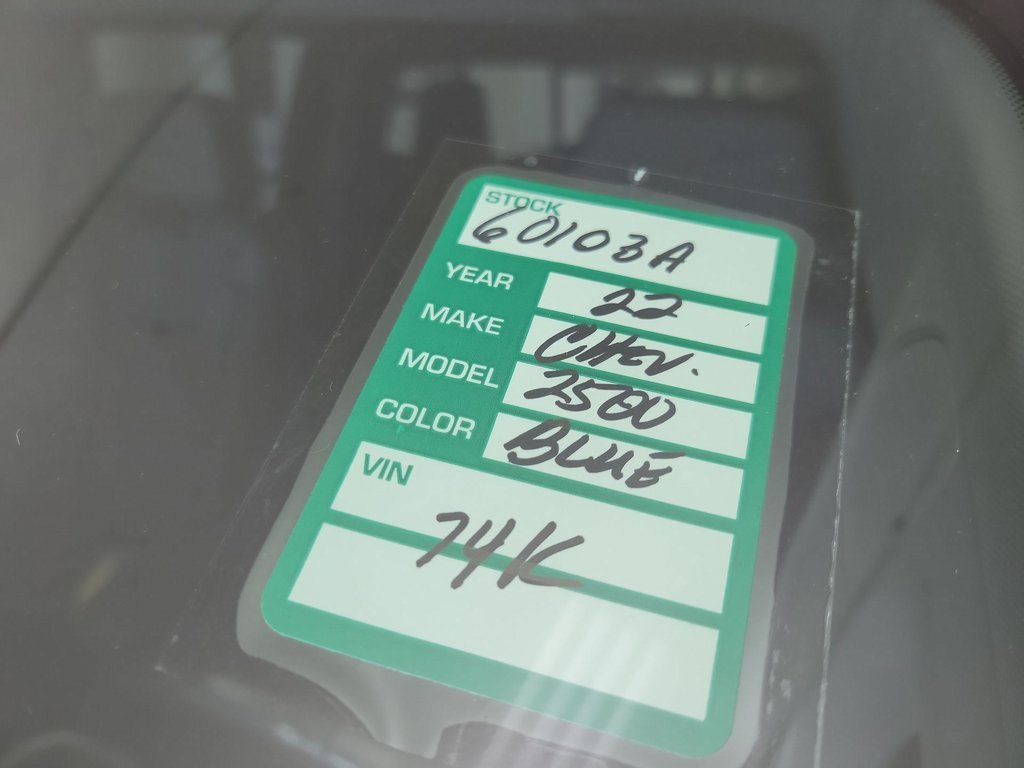 STOCK
60103A
YEAR 22
MAKE CHEV.
MODEL 2500
COLOR BLUE
VIN
74K